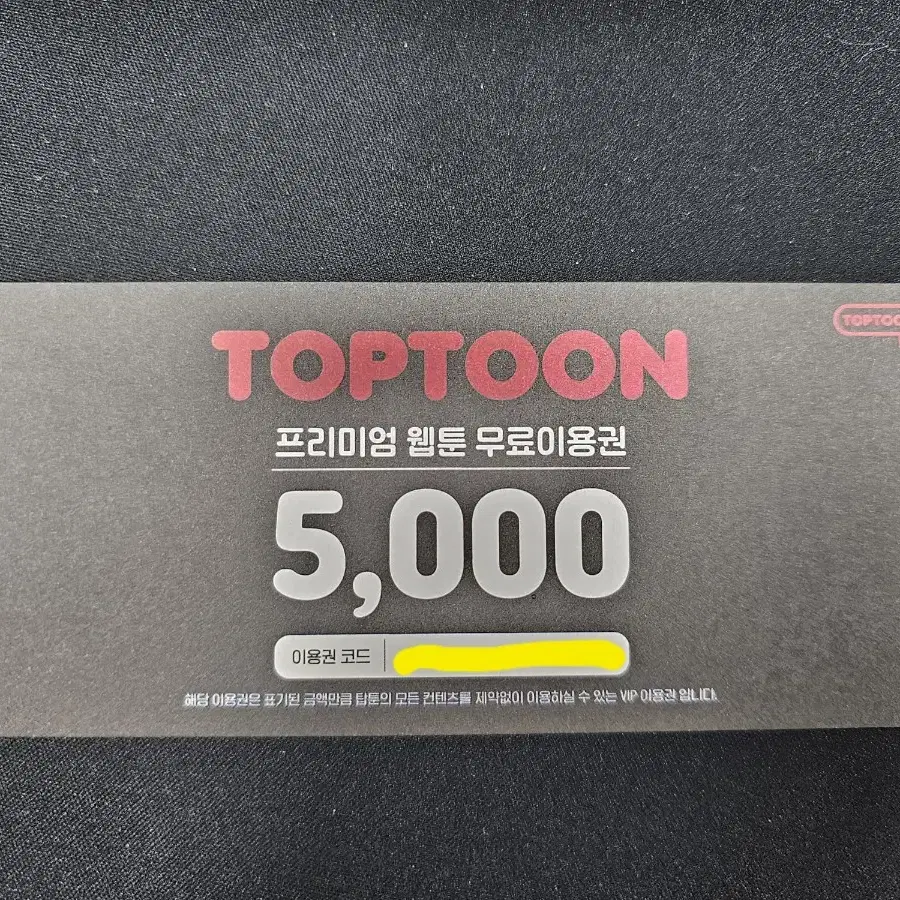 TOPTOON
TOPTOO
프리미엄 웹툰 무료이용권
5,000
이용권 코드
해당 이용권은 표기된 금액만큼 탑툰의 모든 컨텐츠를 제약없이 이용하실 수 있는 VIP 이용권 입니다.